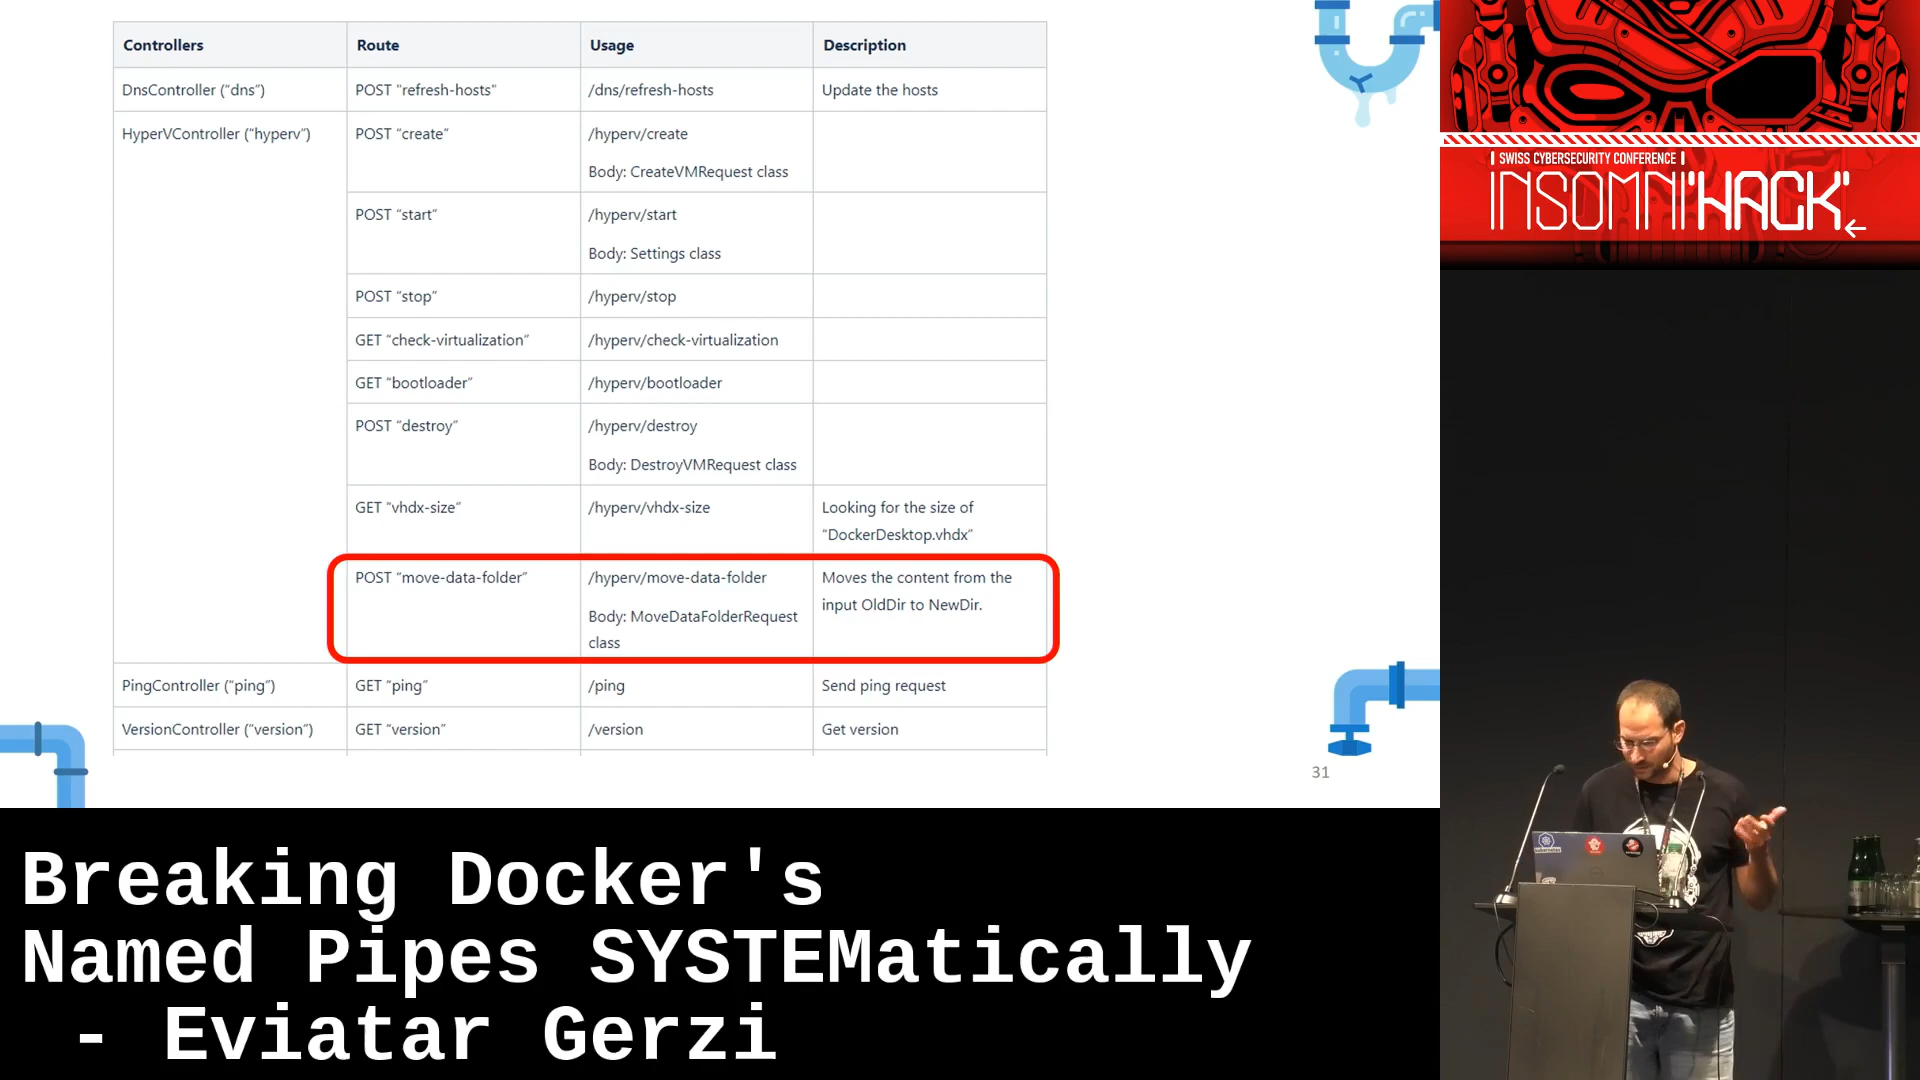 Controllers Route Usage Description
DnsController ("dns") POST "refresh-hosts" /dns/refresh-hosts Update the hosts
HyperVController ("hyperv") POST "create" /hyperv/create
Body: CreateVMRequest class
POST "start" /hyperv/start
Body: Settings class
POST "stop" /hyperv/stop
GET "check-virtualization" /hyperv/check-virtualization
GET "bootloader" /hyperv/bootloader
POST "destroy" /hyperv/destroy
Body: DestroyVMRequest class
GET "vhdx-size" /hyperv/vhdx-size Looking for the size of
"DockerDesktop.vhdx"
POST "move-data-folder" /hyperv/move-data-folder Moves the content from the
input OldDir to NewDir.
Body: MoveDataFolderRequest
class
PingController ("ping") GET "ping" /ping Send ping request
VersionController ("version") GET "version" /version Get version
31
SWISS CYBERSECURITY CONFERENCE
INSOMNI'HACK
Breaking Docker's
Named Pipes SYSTEMatically
- Eviatar Gerzi